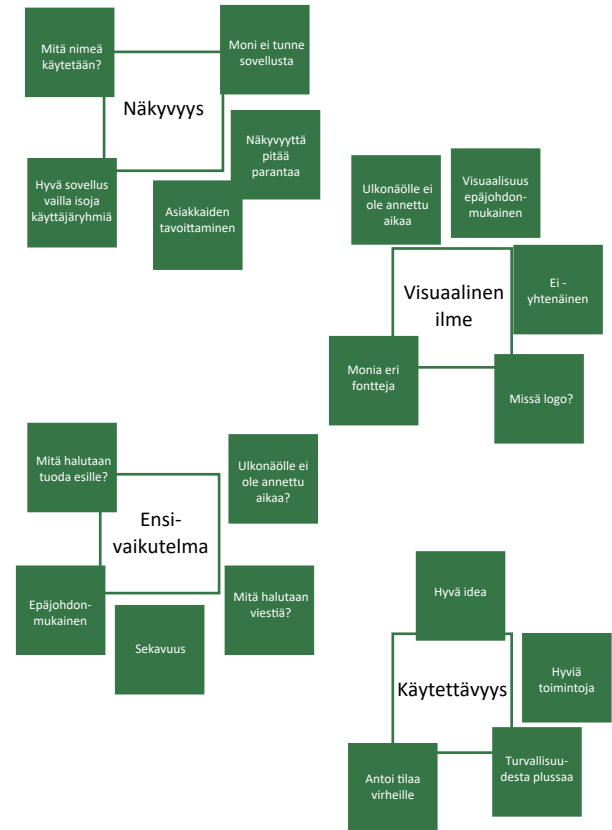 Mitä nimeä
käytetään?
Moni ei tunne
sovellusta
Näkyvyys
Näkyvyyttä
pitää
parantaa
Hyvä sovellus
vailla isoja
käyttäjäryhmiä
Asiakkaiden
tavoittaminen
Ulkonäölle ei
ole annettu
aikaa
Visuaalisuus
epäjohdon-
mukainen
Ei -
yhtenäinen
Visuaalinen
ilme
Monia eri
fontteja
Missä logo?
Mitä halutaan
tuoda esille?
Ulkonäölle ei
ole annettu
aikaa?
Ensi-
vaikutelma
Epäjohdon-
mukainen
Mitä halutaan
viestiä?
Sekavuus
Hyvä idea
Hyviä
toimintoja
Käytettävyys
Antoi tilaa
virheille
Turvallisuu-
desta plussaa